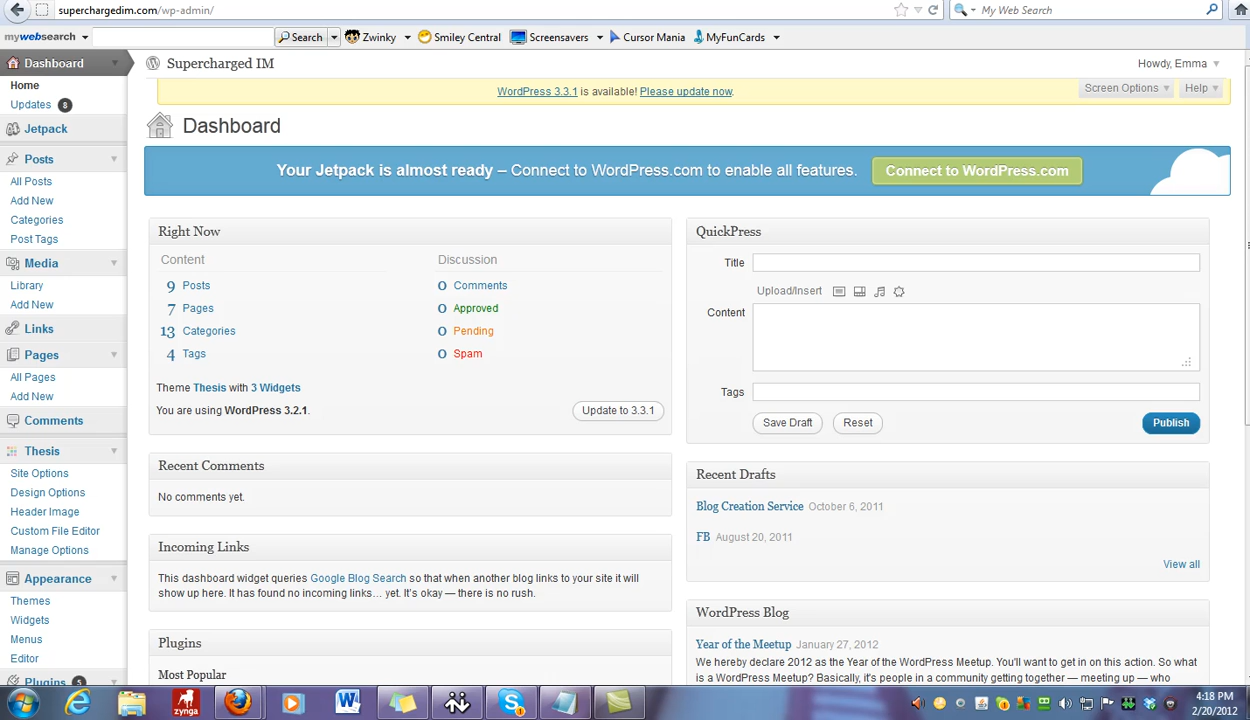 superchargedim.com/wp-admin/
My Web Search
mywebsearch
Search
Zwinky
Smiley Central
Screensavers
Cursor Mania
MyFunCards
Dashboard
Home
Updates 8
Jetpack
Posts
All Posts
Add New
Categories
Post Tags
Media
Library
Add New
Links
Pages
All Pages
Add New
Comments
Thesis
Site Options
Design Options
Header Image
Custom File Editor
Manage Options
Appearance
Themes
Widgets
Menus
Editor
Plugins 5
Supercharged IM
Howdy, Emma
WordPress 3.3.1 is available! Please update now.
Screen Options
Help
Dashboard
Your Jetpack is almost ready – Connect to WordPress.com to enable all features.
Connect to WordPress.com
Right Now
Content
9 Posts
7 Pages
13 Categories
4 Tags
Discussion
0 Comments
0 Approved
0 Pending
0 Spam
Theme Thesis with 3 Widgets
You are using WordPress 3.2.1.
Update to 3.3.1
Recent Comments
No comments yet.
Incoming Links
This dashboard widget queries Google Blog Search so that when another blog links to your site it will
show up here. It has found no incoming links… yet. It's okay — there is no rush.
Plugins
Most Popular
QuickPress
Title
Upload/Insert
Content
Tags
Save Draft
Reset
Publish
Recent Drafts
Blog Creation Service October 6, 2011
FB August 20, 2011
View all
WordPress Blog
Year of the Meetup January 27, 2012
We hereby declare 2012 as the Year of the WordPress Meetup. You'll want to get in on this action. So what
is a WordPress Meetup? Basically, it's people in a community getting together — meeting up — who
zynga
4:18 PM
2/20/2012